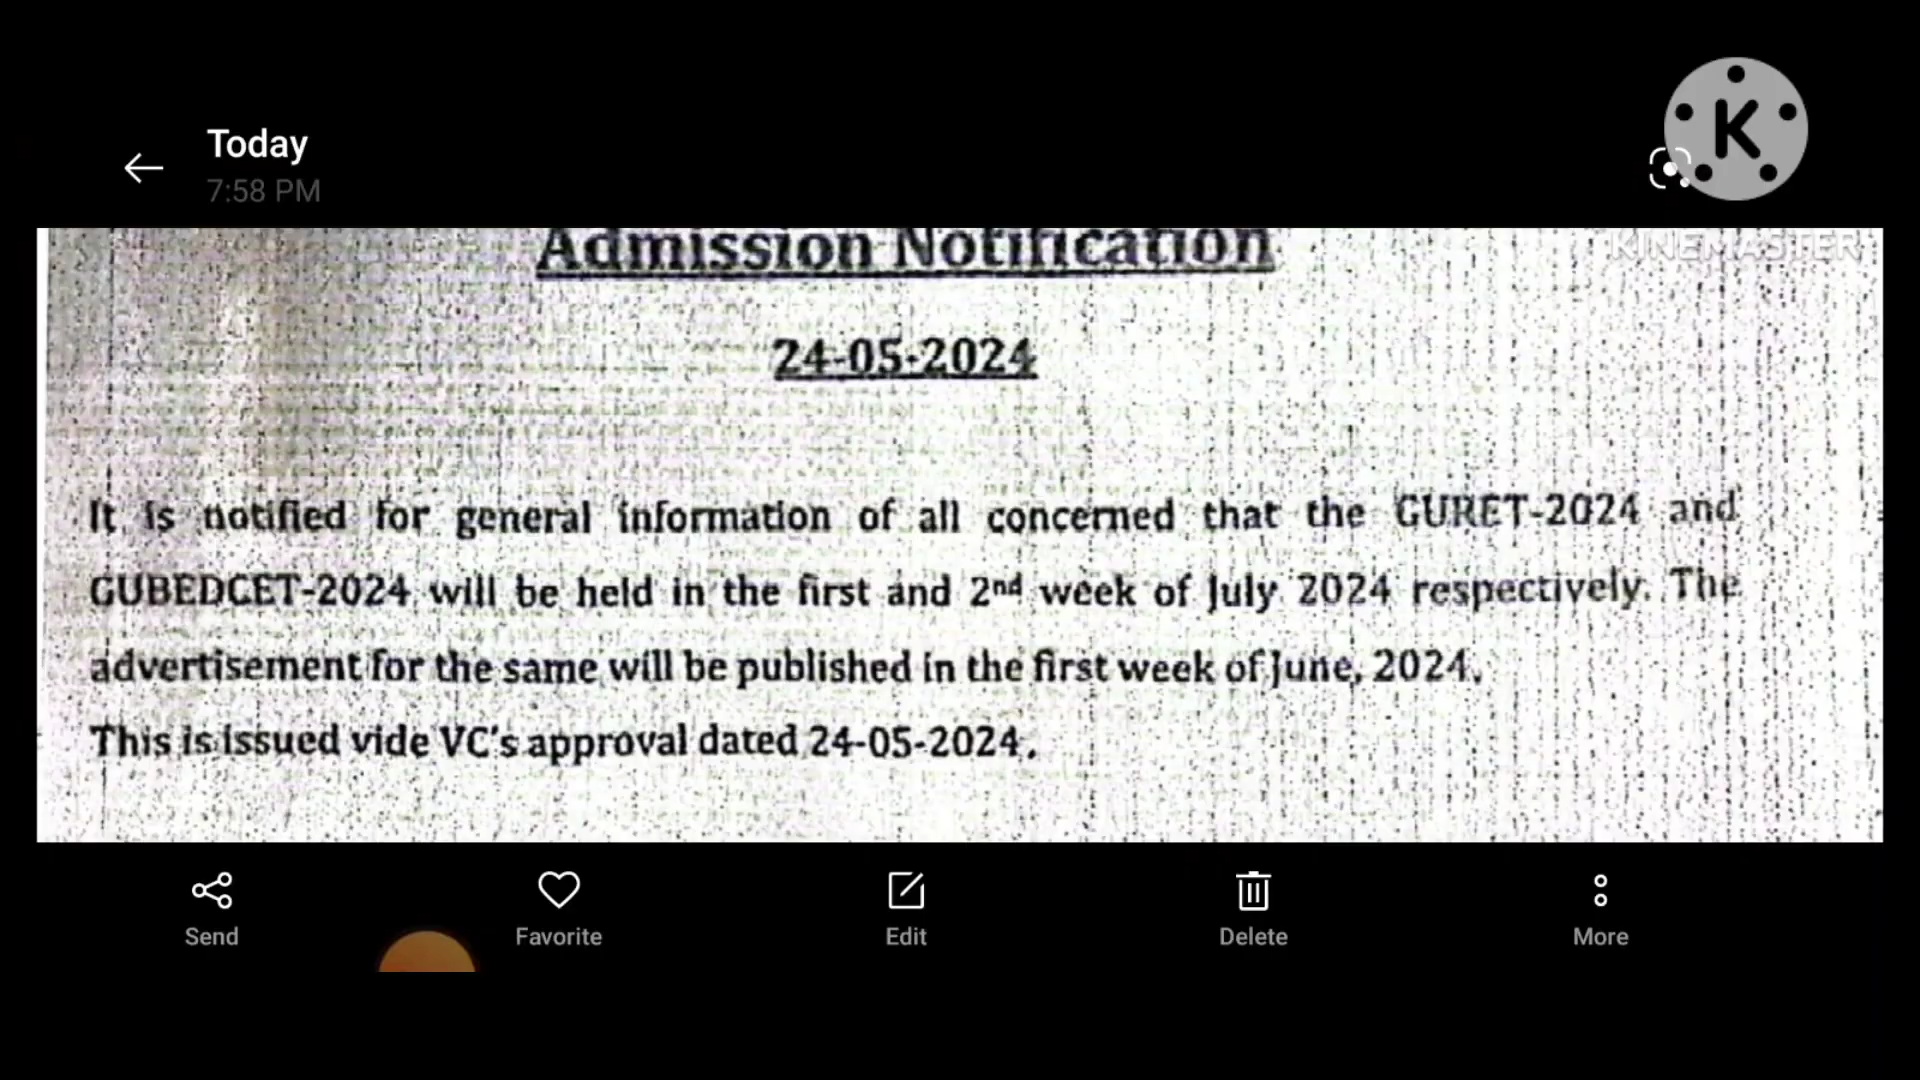 Today
7:58 PM
K
KINEMASTER
Admission Notification
24-05-2024
It is notified for general information of all concerned that the GURET-2024 and
GUBEDCET-2024 will be held in the first and 2nd week of July 2024 respectively. The
advertisement for the same will be published in the first week of June, 2024.
This is issued vide VC's approval dated 24-05-2024.
Send
Favorite
Edit
Delete
More